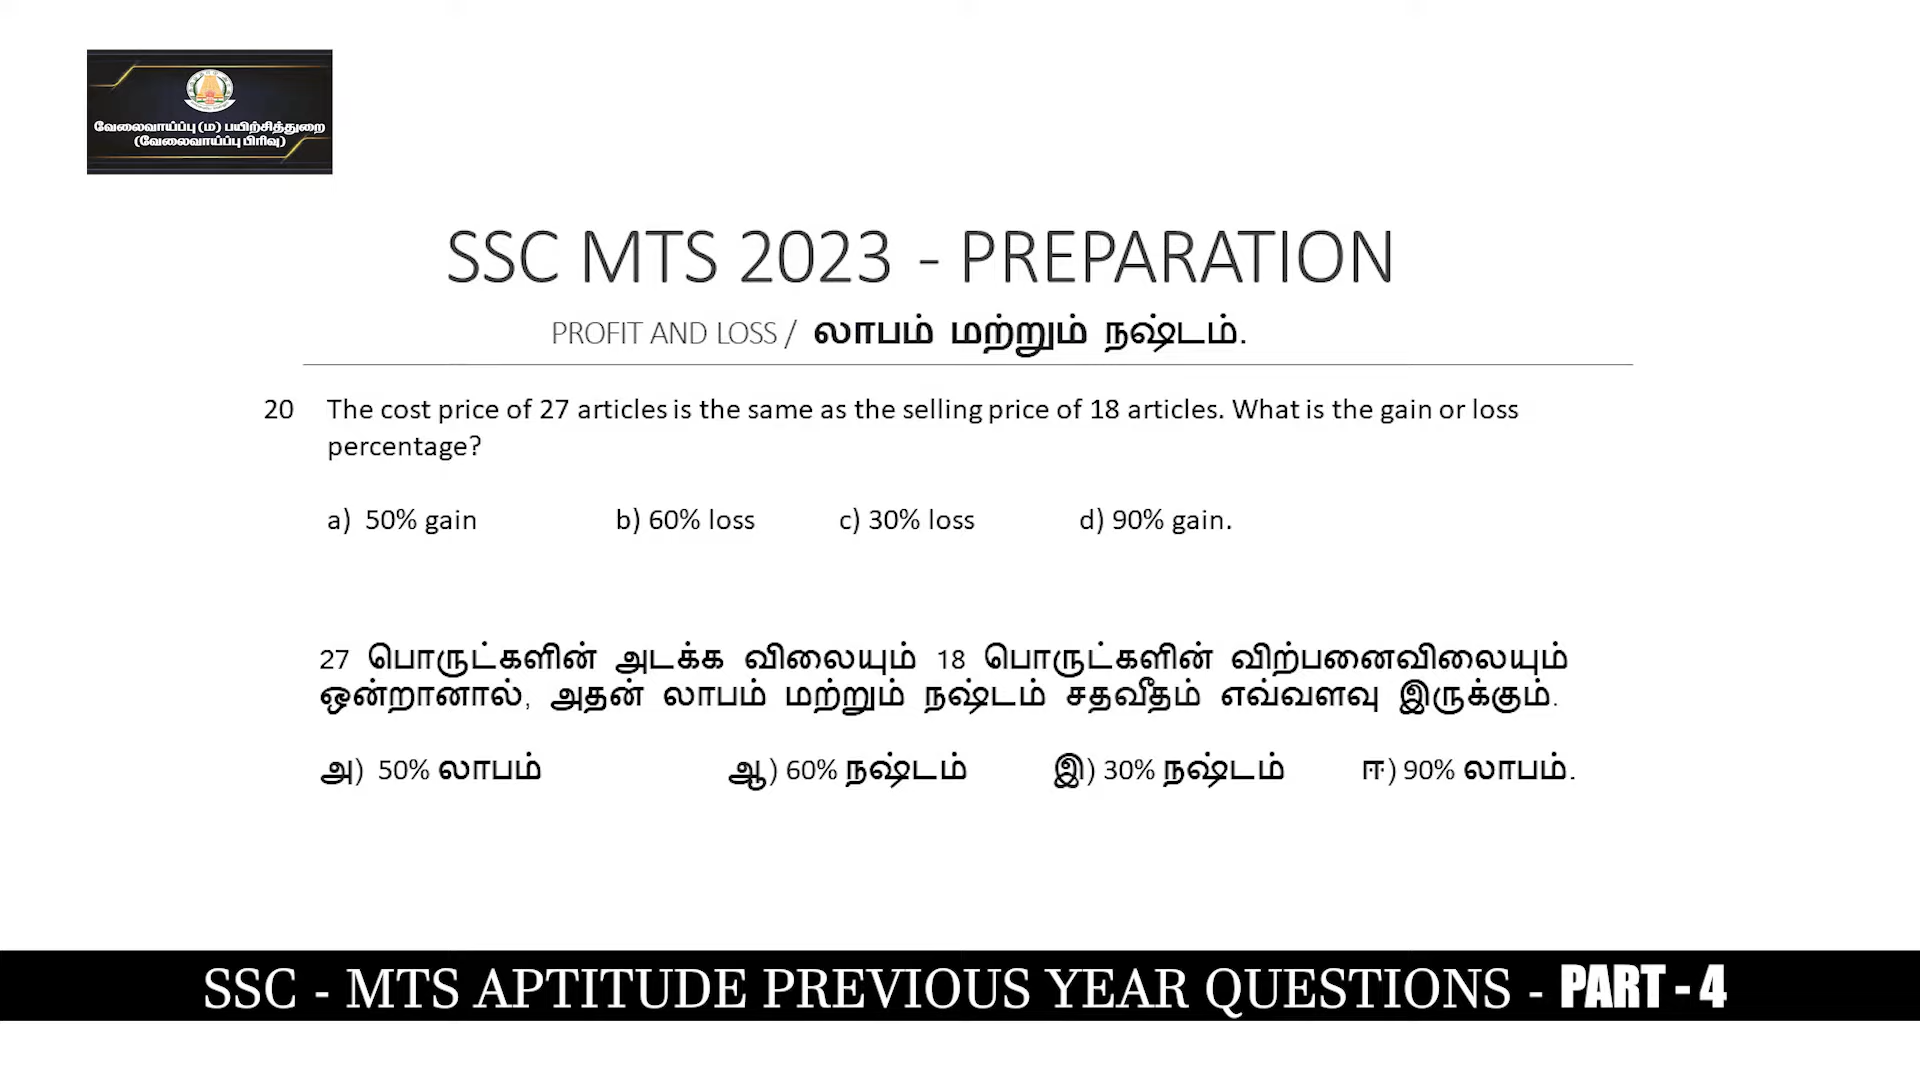 வேலைவாய்ப்பு (ம) பயிற்சித்துறை
(வேலைவாய்ப்பு பிரிவு)
SSC MTS 2023 - PREPARATION
PROFIT AND LOSS / லாபம் மற்றும் நஷ்டம்.
20 The cost price of 27 articles is the same as the selling price of 18 articles. What is the gain or loss
percentage?
a) 50% gain b) 60% loss c) 30% loss d) 90% gain.
27 பொருட்களின் அடக்க விலையும் 18 பொருட்களின் விற்பனைவிலையும்
ஒன்றானால், அதன் லாபம் மற்றும் நஷ்டம் சதவீதம் எவ்வளவு இருக்கும்.
அ) 50% லாபம் ஆ) 60% நஷ்டம் இ) 30% நஷ்டம் ஈ) 90% லாபம்.
SSC - MTS APTITUDE PREVIOUS YEAR QUESTIONS - PART - 4